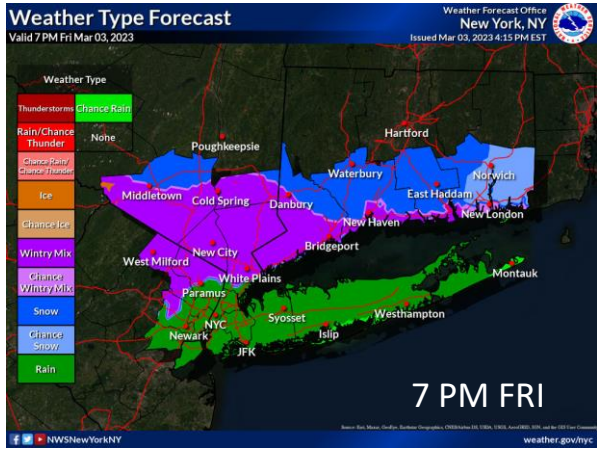 Weather Type Forecast
Valid 7 PM Fri Mar 03, 2023
Weather Forecast Office
New York, NY
Issued Mar 03, 2023 4:15 PM EST
Weather Type
Thunderstorms
Chance Rain
Rain/Chance
Thunder
None
Chance Rain/
Chance Thunder
Ice
Chance Ice
Wintry Mix
Chance
Wintry Mix
Snow
Chance
Snow
Rain
Poughkeepsie
Hartford
Waterbury
Norwich
Middletown
Cold Spring
Danbury
East Haddam
New London
New Haven
New City
Bridgeport
West Milford
White Plains
Montauk
Paramus
NYC
Syosset
Westhampton
Newark
Islip
JFK
7 PM FRI
NWSNewYorkNY
weather.gov/nyc